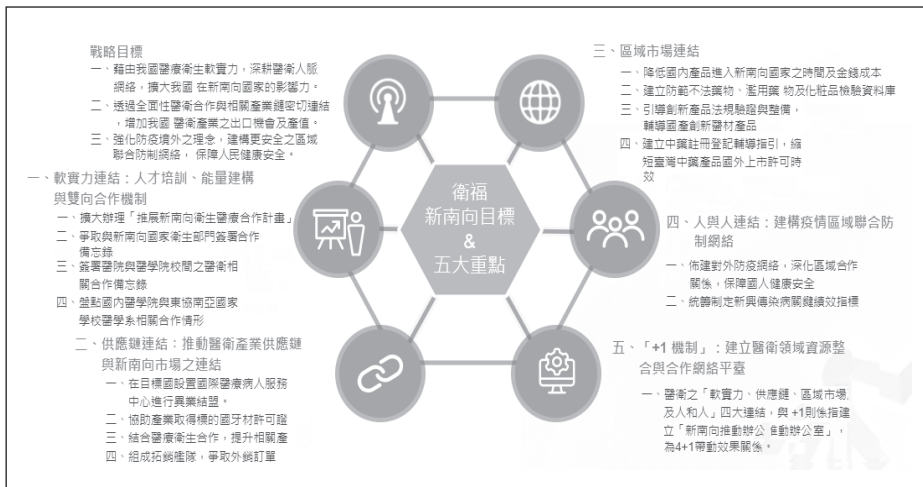 戰略目標
一、藉由我國醫療衛生軟實力，深耕醫衛人脈
網絡，擴大我國 在新南向國家的影響力。
二、透過全面性醫衛合作與相關產業鏈密切連結
，增加我國 醫衛產業之出口機會及產值。
三、強化防疫境外之理念，建構更安全之區域
聯合防制網絡， 保障人民健康安全。
一、軟實力連結：人才培訓、能量建構
與雙向合作機制
一、擴大辦理「推展新南向衛生醫療合作計畫」
二、爭取與新南向國家衛生部門簽署合作
備忘錄
三、簽署醫院與醫學院校間之醫衛相
關合作備忘錄
四、盤點國內醫學院與東協南亞國家
學校醫學系相關合作情形
二、供應鏈連結：推動醫衛產業供應鏈
與新南向市場之連結
一、在目標國設置國際醫療病人服務
中心進行異業結盟。
二、協助產業取得標的國牙材許可證
三、結合醫療衛生合作，提升相關產
四、組成拓銷艦隊，爭取外銷訂單
衛福
新南向目標
&
五大重點
三、區域市場連結
一、降低國內產品進入新南向國家之時間及金錢成本
二、建立防範不法藥物、濫用藥 物及化粧品檢驗資料庫
三、引導創新產品法規驗證與整備，
輔導國產創新醫材產品
四、建立中藥註冊登記輔導指引，縮
短臺灣中藥產品國外上市許可時
效
四、人與人連結：建構疫情區域聯合防
制網絡
一、佈建對外防疫網絡，深化區域合作
關係，保障國人健康安全
二、統籌制定新興傳染病關鍵績效指標
五、「+1 機制」：建立醫衛領域資源整
合與合作網絡平臺
一、醫衛之「軟實力、供應鏈、區域市場,
及人和人」四大連結，與 +1則係指建
立「新南向推動辦公 隹動辦公室」，
為4+1帶動效果關係。